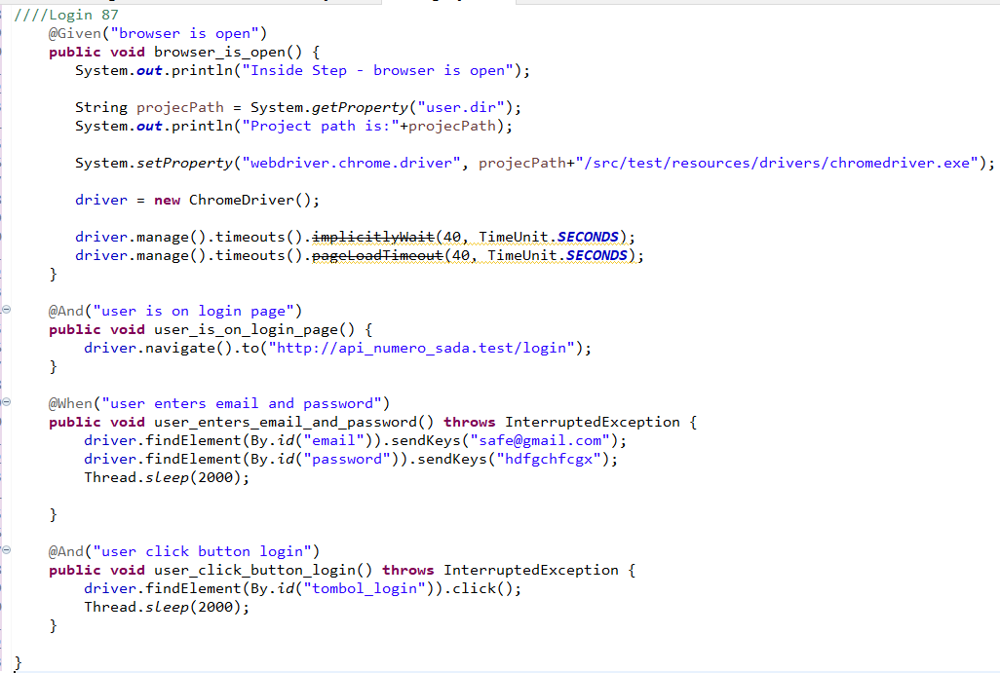 ////Login 87
@Given("browser is open")
public void browser_is_open() {
System.out.println("Inside Step - browser is open");
String projecPath = System.getProperty("user.dir");
System.out.println("Project path is:"+projecPath);
System.setProperty("webdriver.chrome.driver", projecPath+"/src/test/resources/drivers/chromedriver.exe");
driver = new ChromeDriver();
driver.manage().timeouts().implicitlyWait(40, TimeUnit.SECONDS);
driver.manage().timeouts().pageLoadTimeout(40, TimeUnit.SECONDS);
}
@And("user is on login page")
public void user_is_on_login_page() {
driver.navigate().to("http://api_numero_sada.test/login");
}
@When("user enters email and password")
public void user_enters_email_and_password() throws InterruptedException {
driver.findElement(By.id("email")).sendKeys("safe@gmail.com");
driver.findElement(By.id("password")).sendKeys("hdfgchfcgx");
Thread.sleep(2000);
}
@And("user click button login")
public void user_click_button_login() throws InterruptedException {
driver.findElement(By.id("tombol_login")).click();
Thread.sleep(2000);
}
}